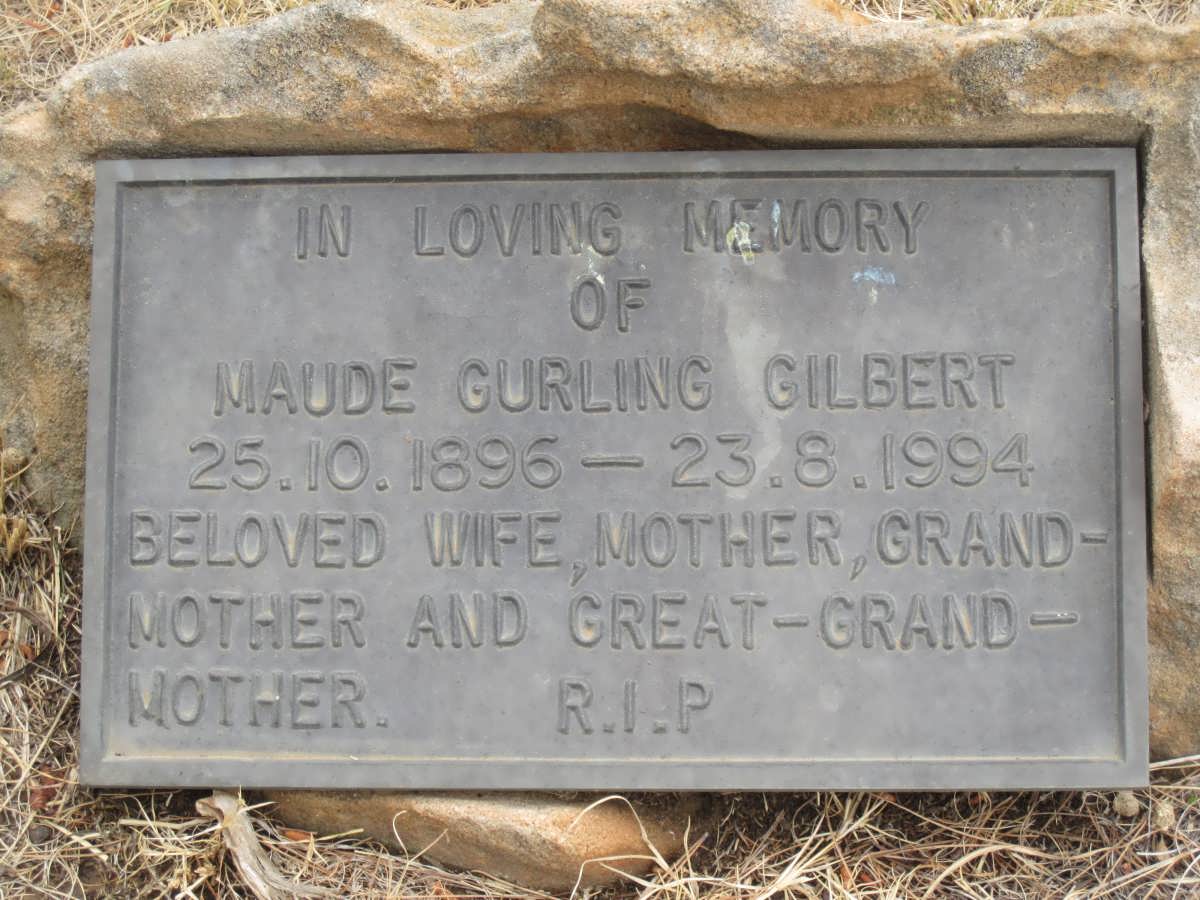 IN LOVING MEMORY
OF
MAUDE GURLING GILBERT
25.10.1896 — 23.8.1994
BELOVED WIFE, MOTHER, GRAND-
MOTHER AND GREAT-GRAND-
MOTHER. R.I.P